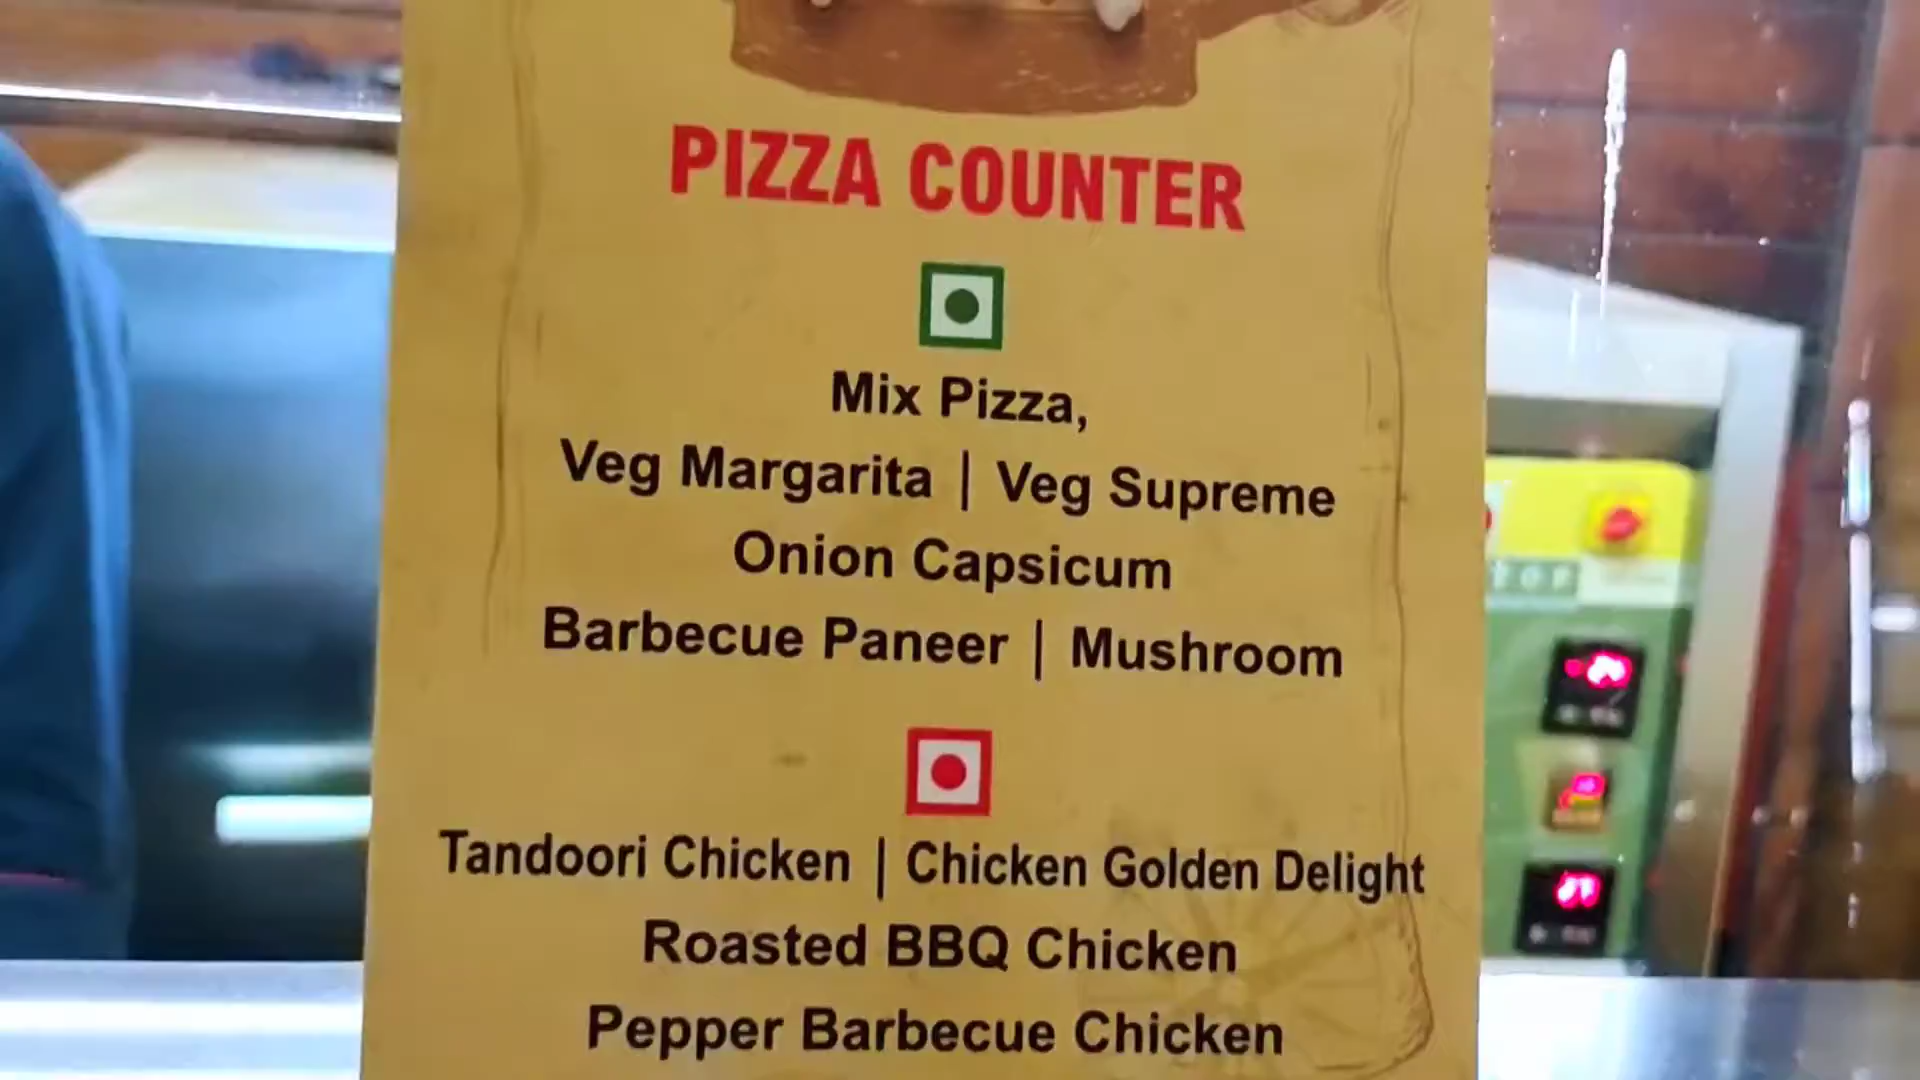 PIZZA COUNTER
Mix Pizza,
Veg Margarita | Veg Supreme
Onion Capsicum
Barbecue Paneer | Mushroom
Tandoori Chicken | Chicken Golden Delight
Roasted BBQ Chicken
Pepper Barbecue Chicken